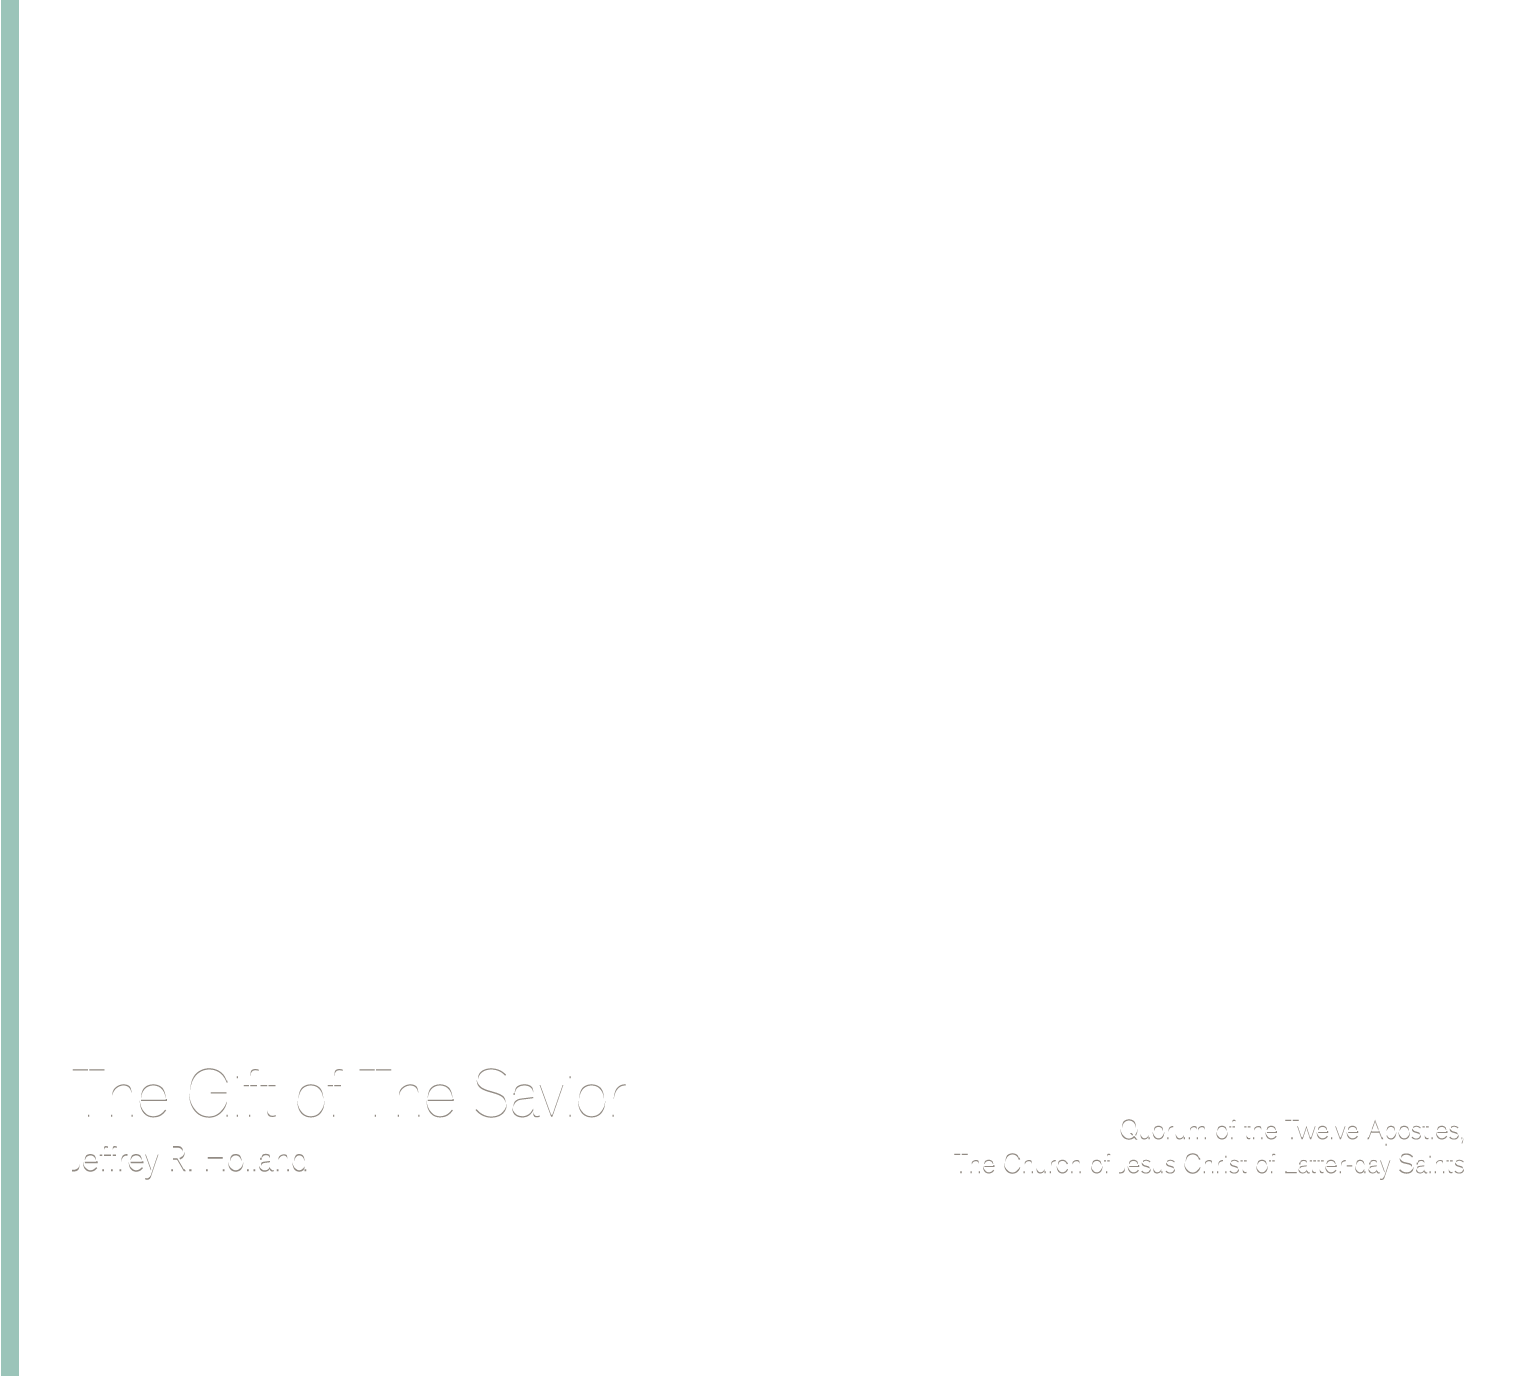 The Gift of The Savior
Jeffrey R. Holland
Quorum of the Twelve Apostles,
The Church of Jesus Christ of Latter-day Saints